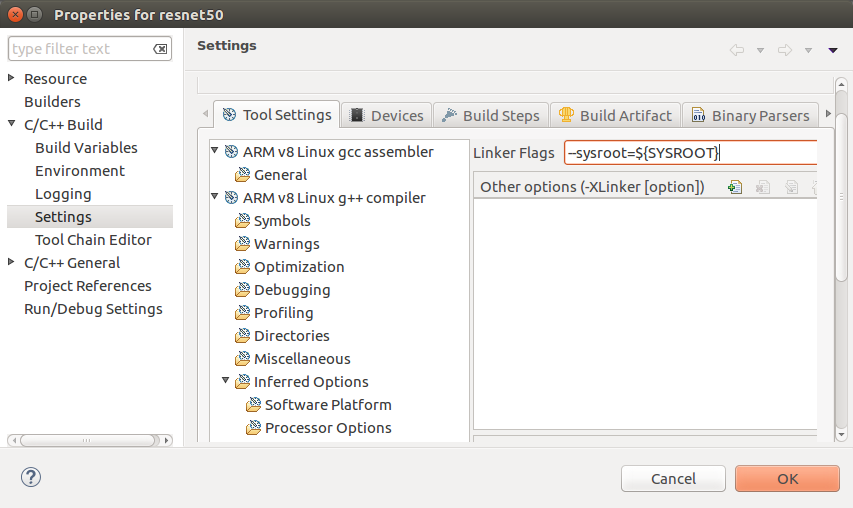 Properties for resnet50
type filter text
Resource
Builders
C/C++ Build
Build Variables
Environment
Logging
Settings
Tool Chain Editor
C/C++ General
Project References
Run/Debug Settings
Settings
Tool Settings
Devices
Build Steps
Build Artifact
Binary Parsers
ARM v8 Linux gcc assembler
General
ARM v8 Linux g++ compiler
Symbols
Warnings
Optimization
Debugging
Profiling
Directories
Miscellaneous
Inferred Options
Software Platform
Processor Options
Linker Flags --sysroot=${SYSROOT}
Other options (-XLinker [option])
Cancel
OK